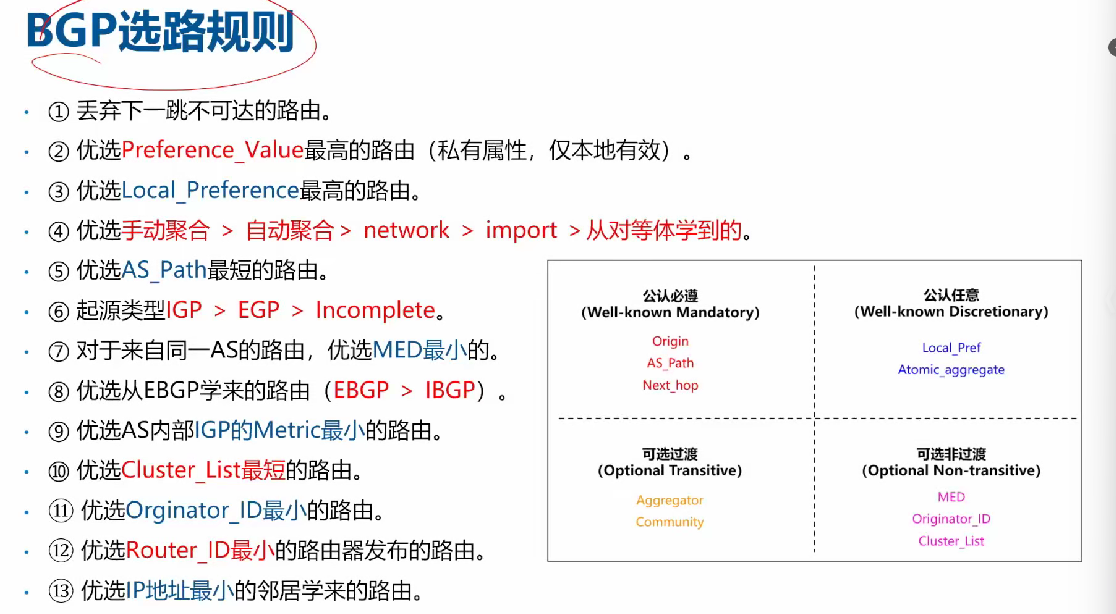 BGP选路规则
• ① 丢弃下一跳不可达的路由。
• ② 优选Preference_Value最高的路由（私有属性，仅本地有效）。
• ③ 优选Local_Preference最高的路由。
• ④ 优选手动聚合 > 自动聚合 > network > import > 从对等体学到的。
• ⑤ 优选AS_Path最短的路由。
• ⑥ 起源类型IGP > EGP > Incomplete。
• ⑦ 对于来自同一AS的路由，优选MED最小的。
• ⑧ 优选从EBGP学来的路由（EBGP > IBGP）。
• ⑨ 优选AS内部IGP的Metric最小的路由。
• ⑩ 优选Cluster_List最短的路由。
• ⑪ 优选Orginator_ID最小的路由。
• ⑫ 优选Router_ID最小的路由器发布的路由。
• ⑬ 优选IP地址最小的邻居学来的路由。
公认必遵
(Well-known Mandatory)
Origin
AS_Path
Next_hop
公认任意
(Well-known Discretionary)
Local_Pref
Atomic_aggregate
可选过渡
(Optional Transitive)
Aggregator
Community
可选非过渡
(Optional Non-transitive)
MED
Originator_ID
Cluster_List